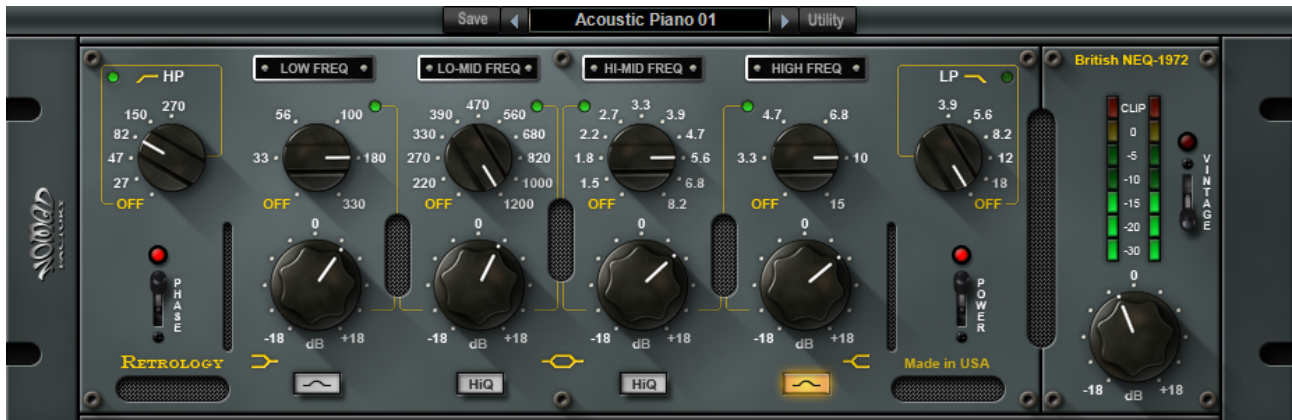 Save
Acoustic Piano 01
Utility
HP
270
150
82
47
27
OFF
LOW FREQ
56
100
33
180
OFF
330
LO-MID FREQ
470
390
560
330
680
270
820
220
1000
1200
HI-MID FREQ
3.3
2.7
3.9
2.2
4.7
1.8
5.6
1.5
6.8
OFF
8.2
HIGH FREQ
4.7
6.8
3.3
10
OFF
15
LP
3.9
5.6
8.2
12
18
OFF
British NEQ-1972
CLIP
0
-5
-10
-15
-20
-30
VINTAGE
NOMAD
FACTORY
PHASE
0
-18
dB
+18
0
-18
dB
+18
HiQ
0
-18
dB
+18
HiQ
0
-18
dB
+18
POWER
RETROLOGY
Made in USA
0
-18
dB
+18